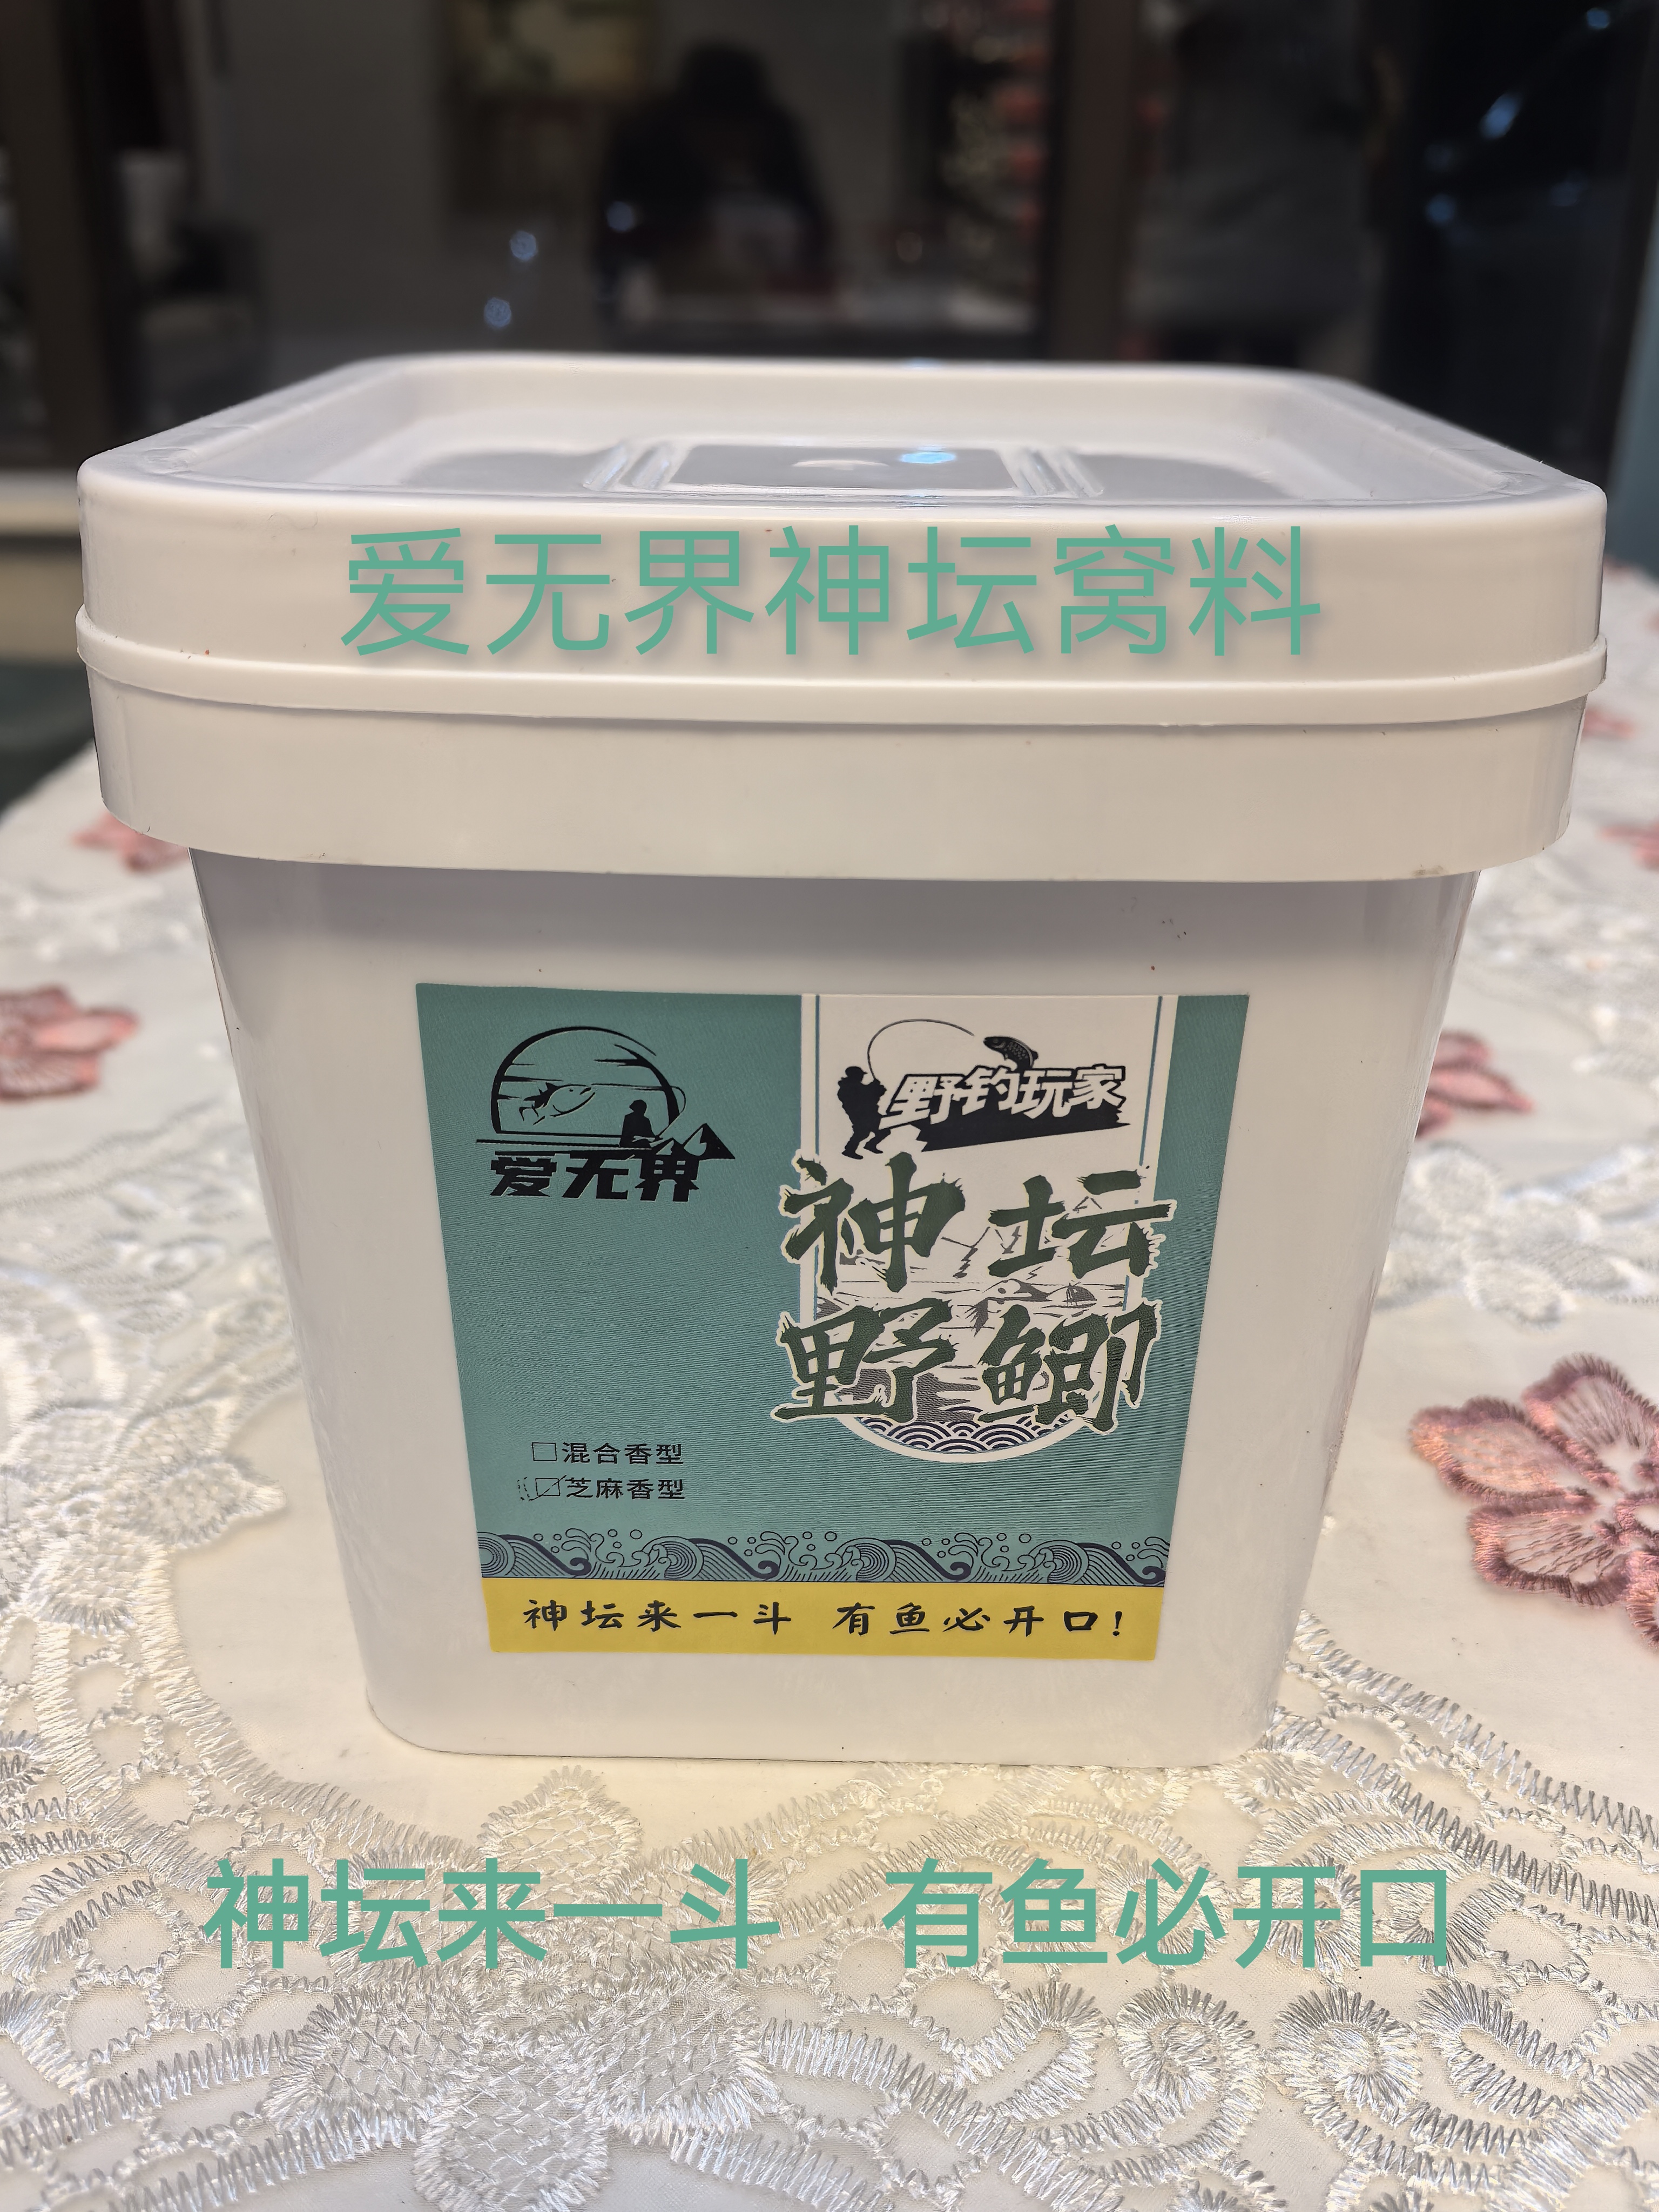 爱无界神坛窝料
爱无界
野钓玩家
神坛
野鲫
混合香型
芝麻香型
神坛来一斗 有鱼必开口!
神坛来一斗 有鱼必开口